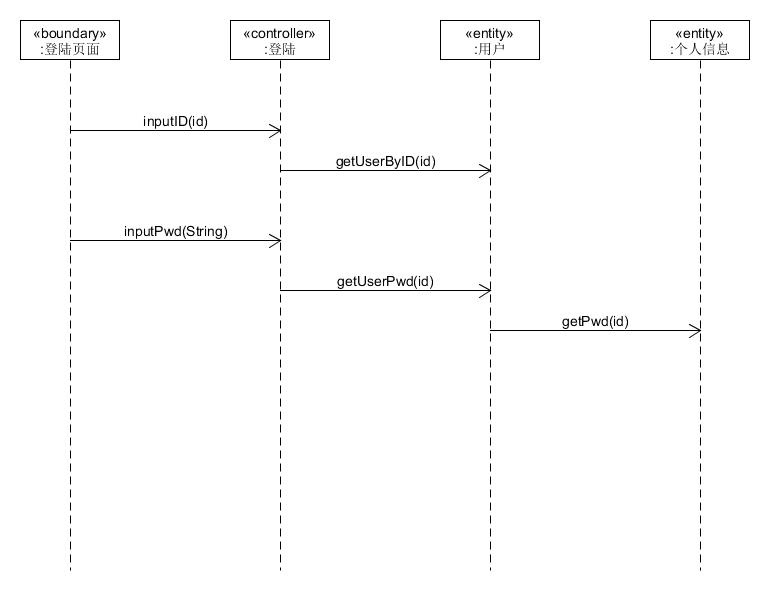 «boundary»
:登陆页面
«controller»
:登陆
«entity»
:用户
«entity»
:个人信息
inputID(id)
getUserByID(id)
inputPwd(String)
getUserPwd(id)
getPwd(id)